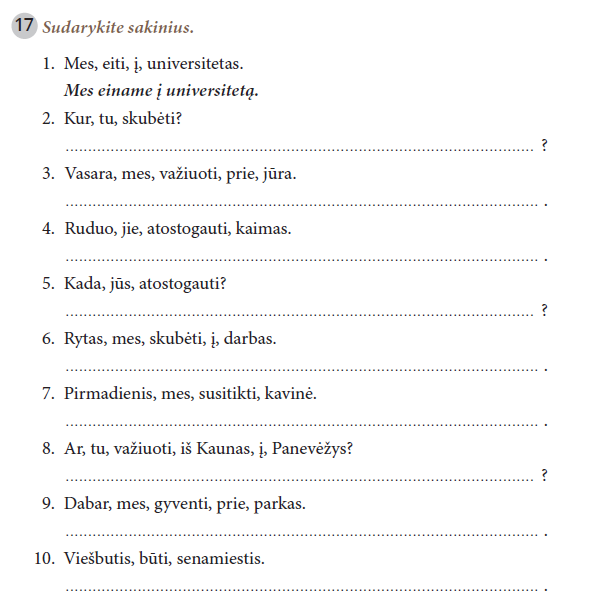 17 Sudarykite sakinius.
1. Mes, eiti, į, universitetas.
Mes einame į universitetą.
2. Kur, tu, skubėti?
.................................................. ?
3. Vasara, mes, važiuoti, prie, jūra.
.................................................. .
4. Ruduo, jie, atostogauti, kaimas.
.................................................. .
5. Kada, jūs, atostogauti?
.................................................. ?
6. Rytas, mes, skubėti, į, darbas.
.................................................. .
7. Pirmadienis, mes, susitikti, kavinė.
.................................................. .
8. Ar, tu, važiuoti, iš Kaunas, į, Panevėžys?
.................................................. ?
9. Dabar, mes, gyventi, prie, parkas.
.................................................. .
10. Viešbutis, būti, senamiestis.
.................................................. .